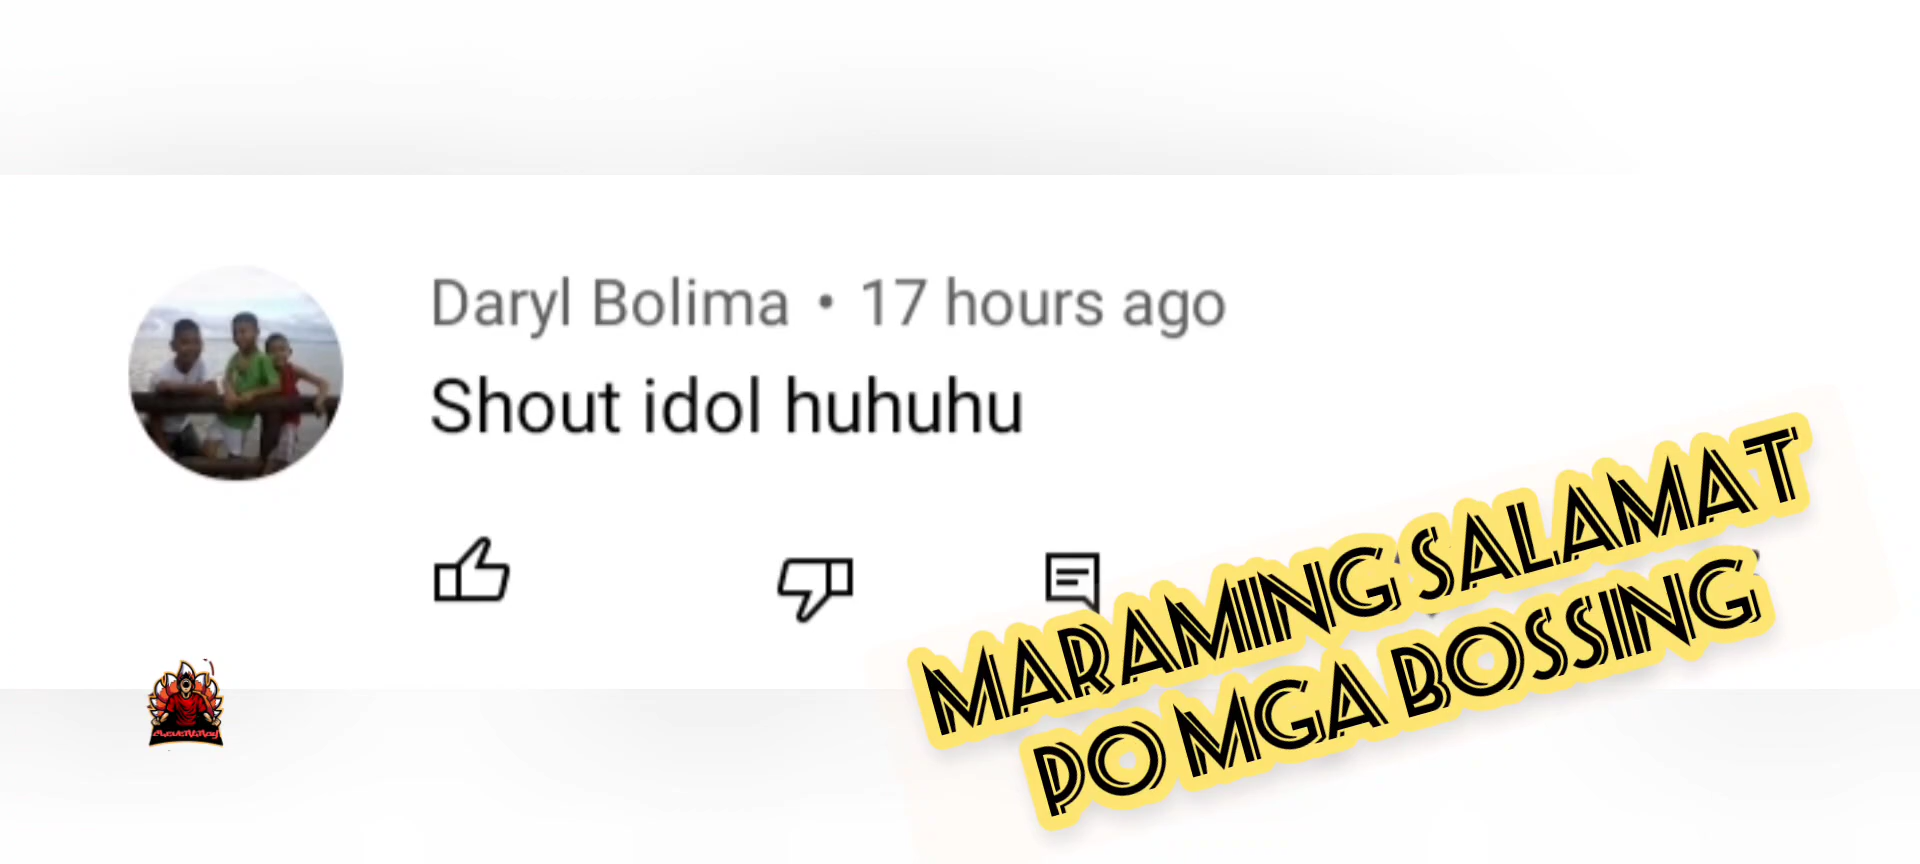 Daryl Bolima • 17 hours ago
Shout idol huhuhu
MARAMING SALAMAT
PO MGA BOSSING